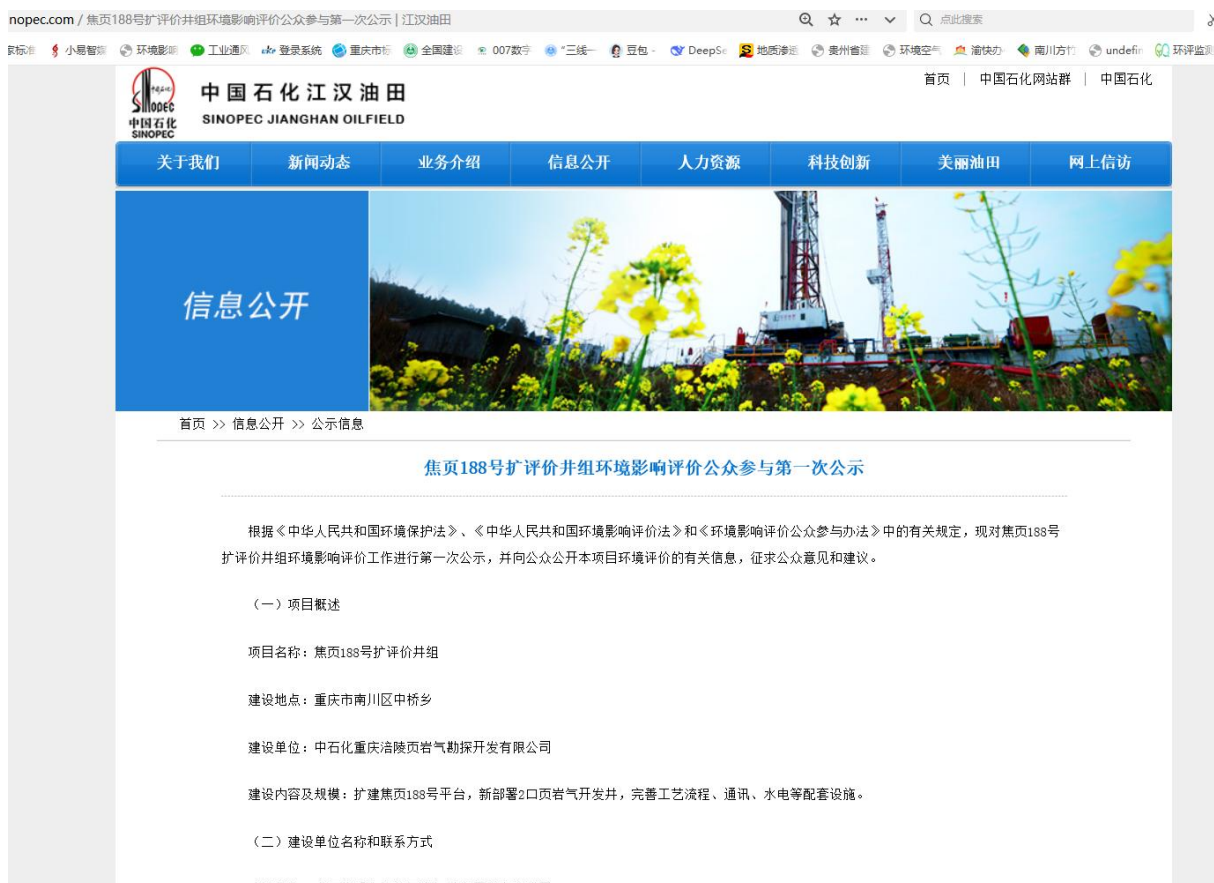 nopec.com / 焦页188号扩评价井组环境影响评价公众参与第一次公示 | 江汉油田
点此搜索
家标准 小易智 环境影响 工业通风 登录系统 重庆市标 全国建设 007数字 "三线一 豆包 - DeepSe 地质渗透 贵州省建 环境空气 渝快办 南川方竹 undefin 环评监测
首页 | 中国石化网站群 | 中国石化
SINOPEC
中国石化
SINOPEC
中国石化江汉油田
SINOPEC JIANGHAN OILFIELD
关于我们 新闻动态 业务介绍 信息公开 人力资源 科技创新 美丽油田 网上信访
信息公开
首页 >> 信息公开 >> 公示信息
焦页188号扩评价井组环境影响评价公众参与第一次公示
根据《中华人民共和国环境保护法》、《中华人民共和国环境影响评价法》和《环境影响评价公众参与办法》中的有关规定，现对焦页188号
扩评价井组环境影响评价工作进行第一次公示，并向公众公开本项目环境评价的有关信息，征求公众意见和建议。
（一）项目概述
项目名称：焦页188号扩评价井组
建设地点：重庆市南川区中桥乡
建设单位：中石化重庆涪陵页岩气勘探开发有限公司
建设内容及规模：扩建焦页188号平台，新部署2口页岩气开发井，完善工艺流程、通讯、水电等配套设施。
（二）建设单位名称和联系方式